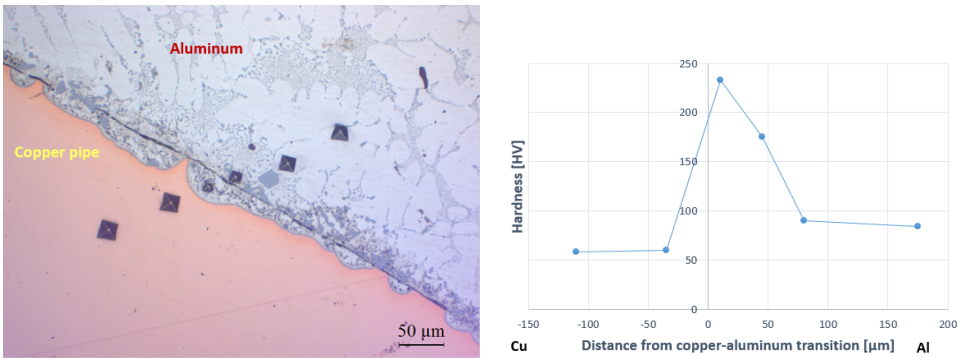 Aluminum
Copper pipe
50 µm
Hardness [HV]
250
200
150
100
50
0
-150 -100 -50 0 50 100 150 200
Cu Distance from copper-aluminum transition [µm] Al